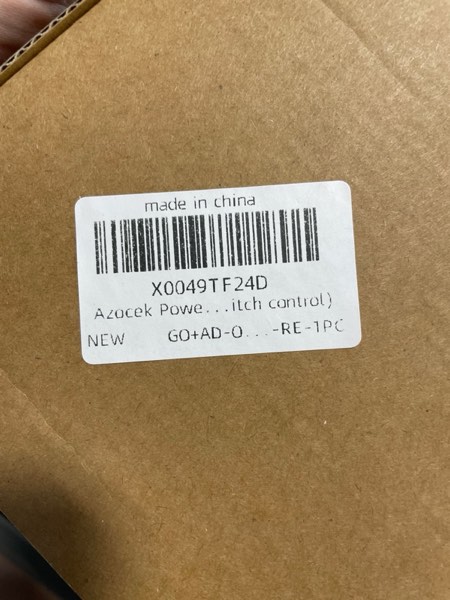 made in china
X0049TF24D
Azocek Powe...itch control)
NEW GO+AD-O...-RE-1PC